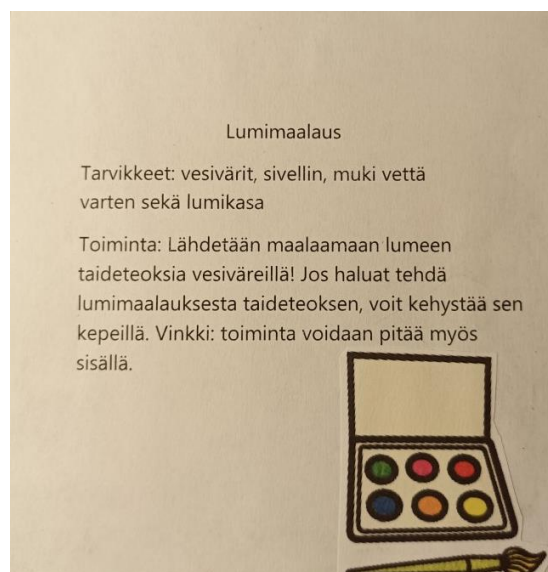 Lumimaalaus
Tarvikkeet: vesivärit, sivellin, muki vettä
varten sekä lumikasa
Toiminta: Lähdetään maalaamaan lumeen
taideteoksia vesiväreillä! Jos haluat tehdä
lumimaalauksesta taideteoksen, voit kehystää sen
kepeillä. Vinkki: toiminta voidaan pitää myös
sisällä.